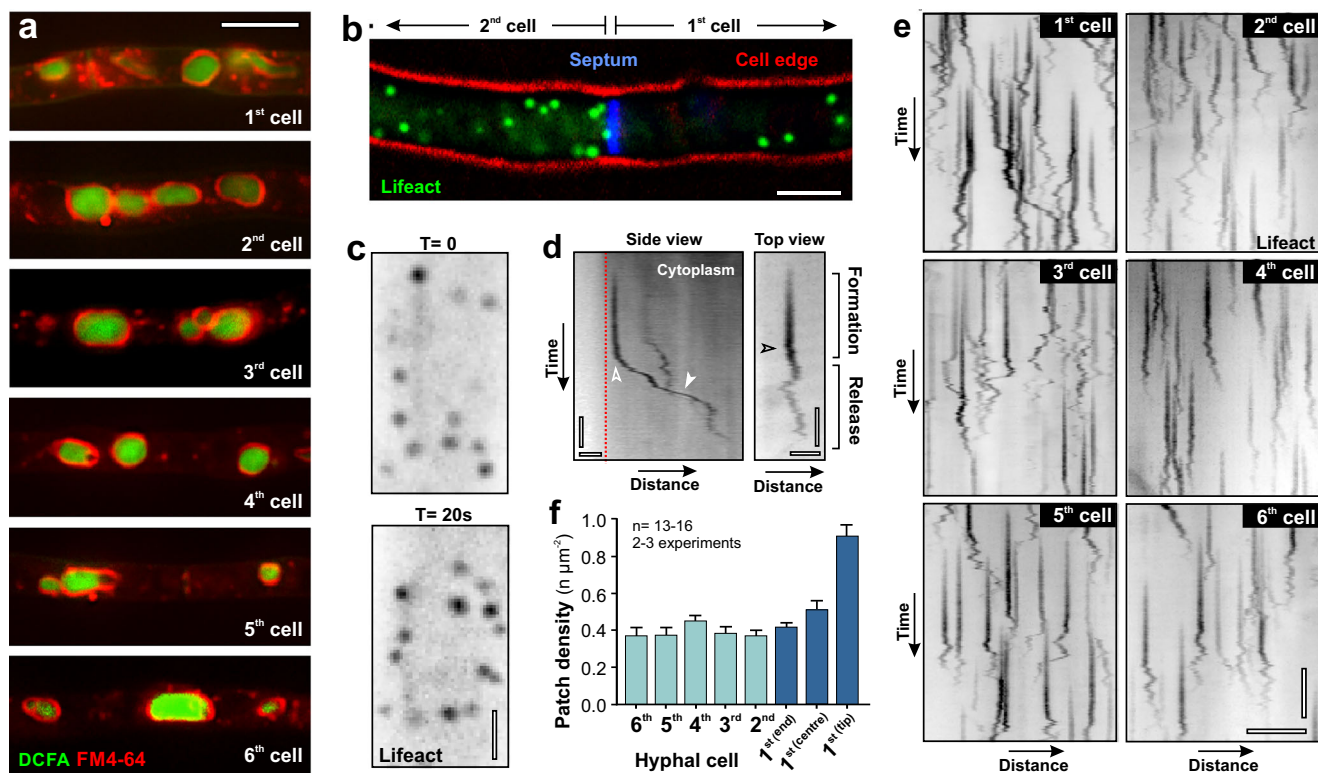 a
1st cell
2nd cell
3rd cell
4th cell
5th cell
6th cell
DCFA FM4-64
b
2nd cell 1st cell
Septum Cell edge
Lifeact
c
T= 0
T= 20s
Lifeact
d
Side view Top view
Cytoplasm
Time
Formation
Release
Distance Distance
f
n= 13-16
2-3 experiments
Patch density (n µm-2)
1.0
0.8
0.6
0.4
0.2
0.0
6th 5th 4th 3rd 2nd 1st (end) 1st (centre) 1st (tip)
Hyphal cell
e
1st cell 2nd cell
Time
Lifeact
3rd cell 4th cell
Time
5th cell 6th cell
Time
Distance Distance